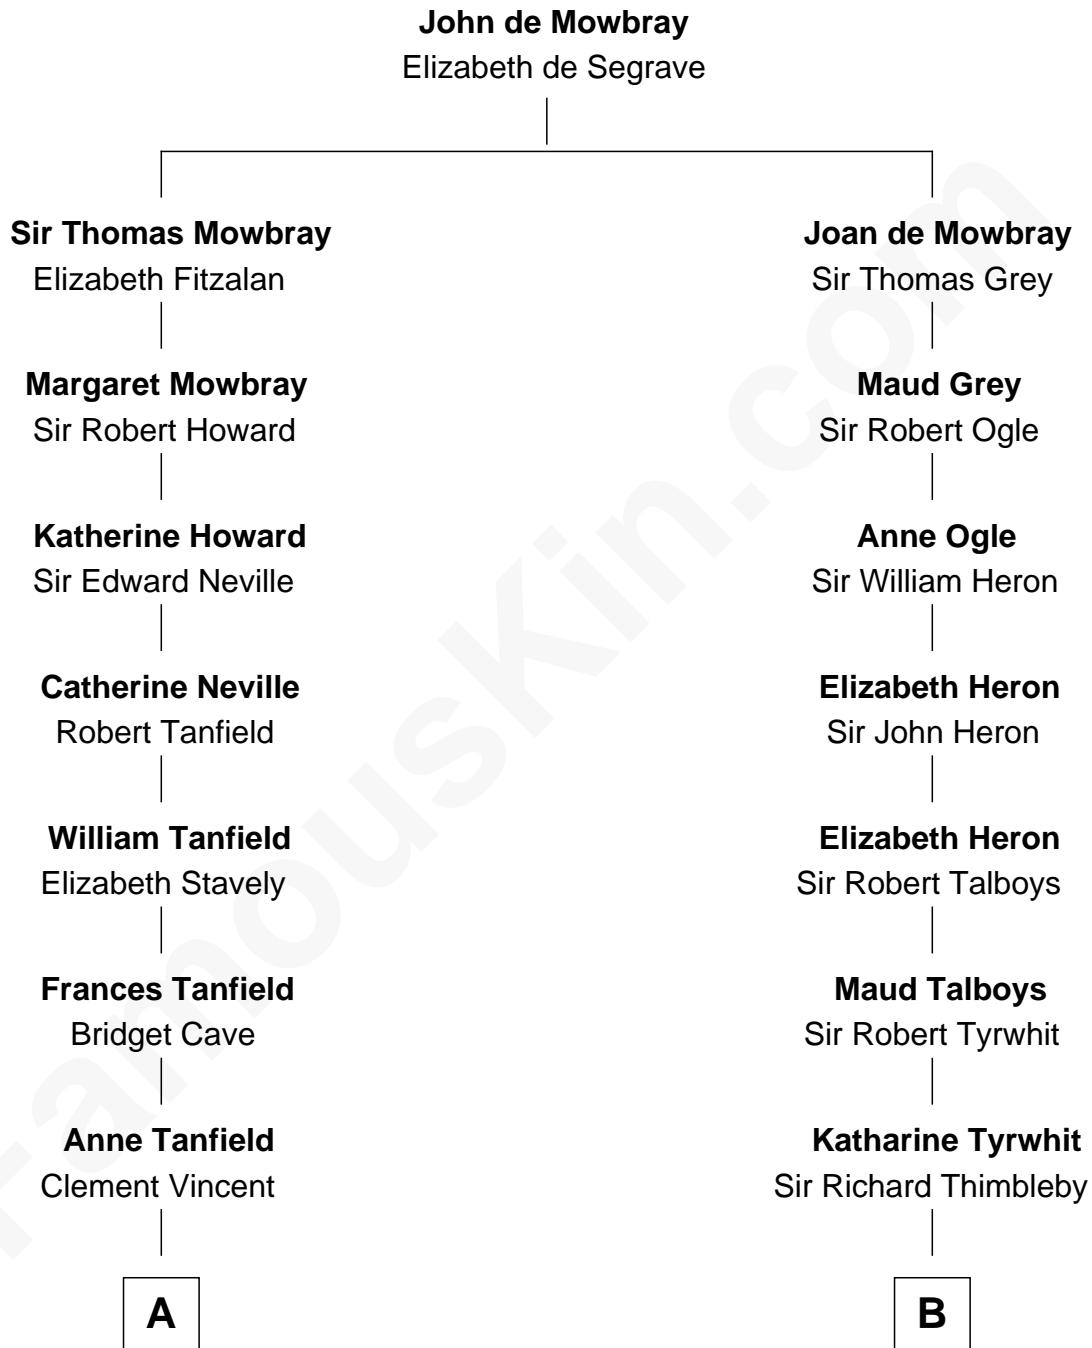 John de Mowbray
Elizabeth de Segrave
Sir Thomas Mowbray
Elizabeth Fitzalan
Joan de Mowbray
Sir Thomas Grey
Margaret Mowbray
Sir Robert Howard
Maud Grey
Sir Robert Ogle
Katherine Howard
Sir Edward Neville
Anne Ogle
Sir William Heron
Catherine Neville
Robert Tanfield
Elizabeth Heron
Sir John Heron
William Tanfield
Elizabeth Stavely
Elizabeth Heron
Sir Robert Talboys
Frances Tanfield
Bridget Cave
Maud Talboys
Sir Robert Tyrwhit
Anne Tanfield
Clement Vincent
Katharine Tyrwhit
Sir Richard Thimbleby
A
B
FamousKin.com